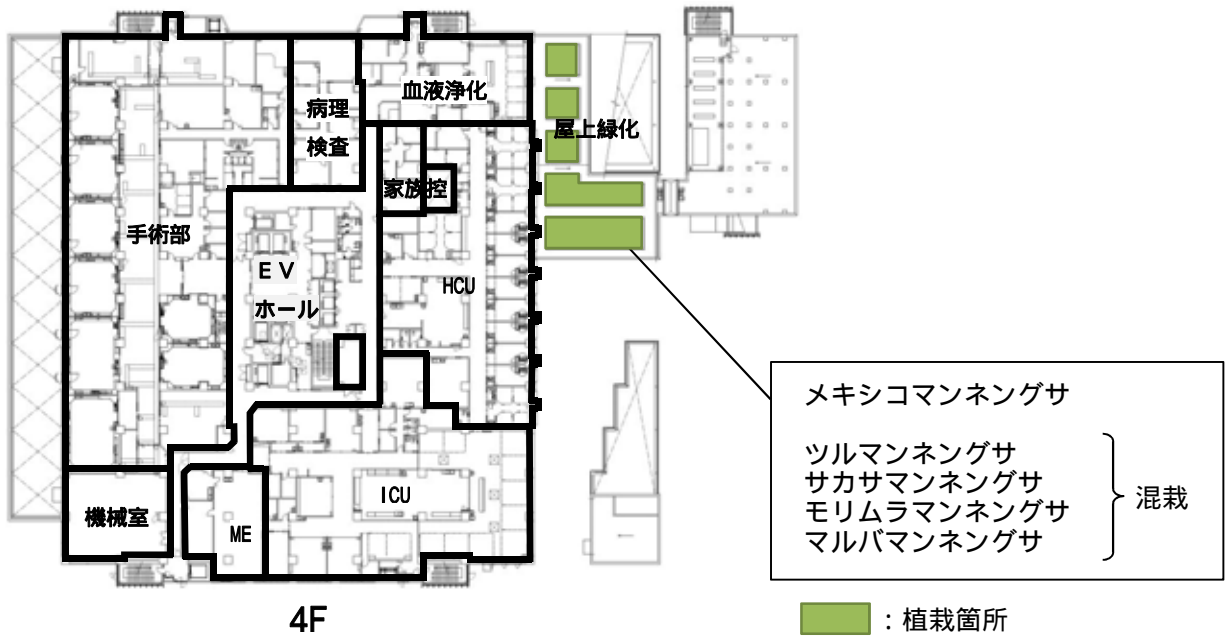 血液浄化
病理
検査
屋上緑化
家族控
手術部
ＥＶ
ホール
HCU
メキシコマンネングサ
ツルマンネングサ
サカサマンネングサ
モリムラマンネングサ
マルバマンネングサ
混栽
ICU
機械室
ME
4F
：植栽箇所